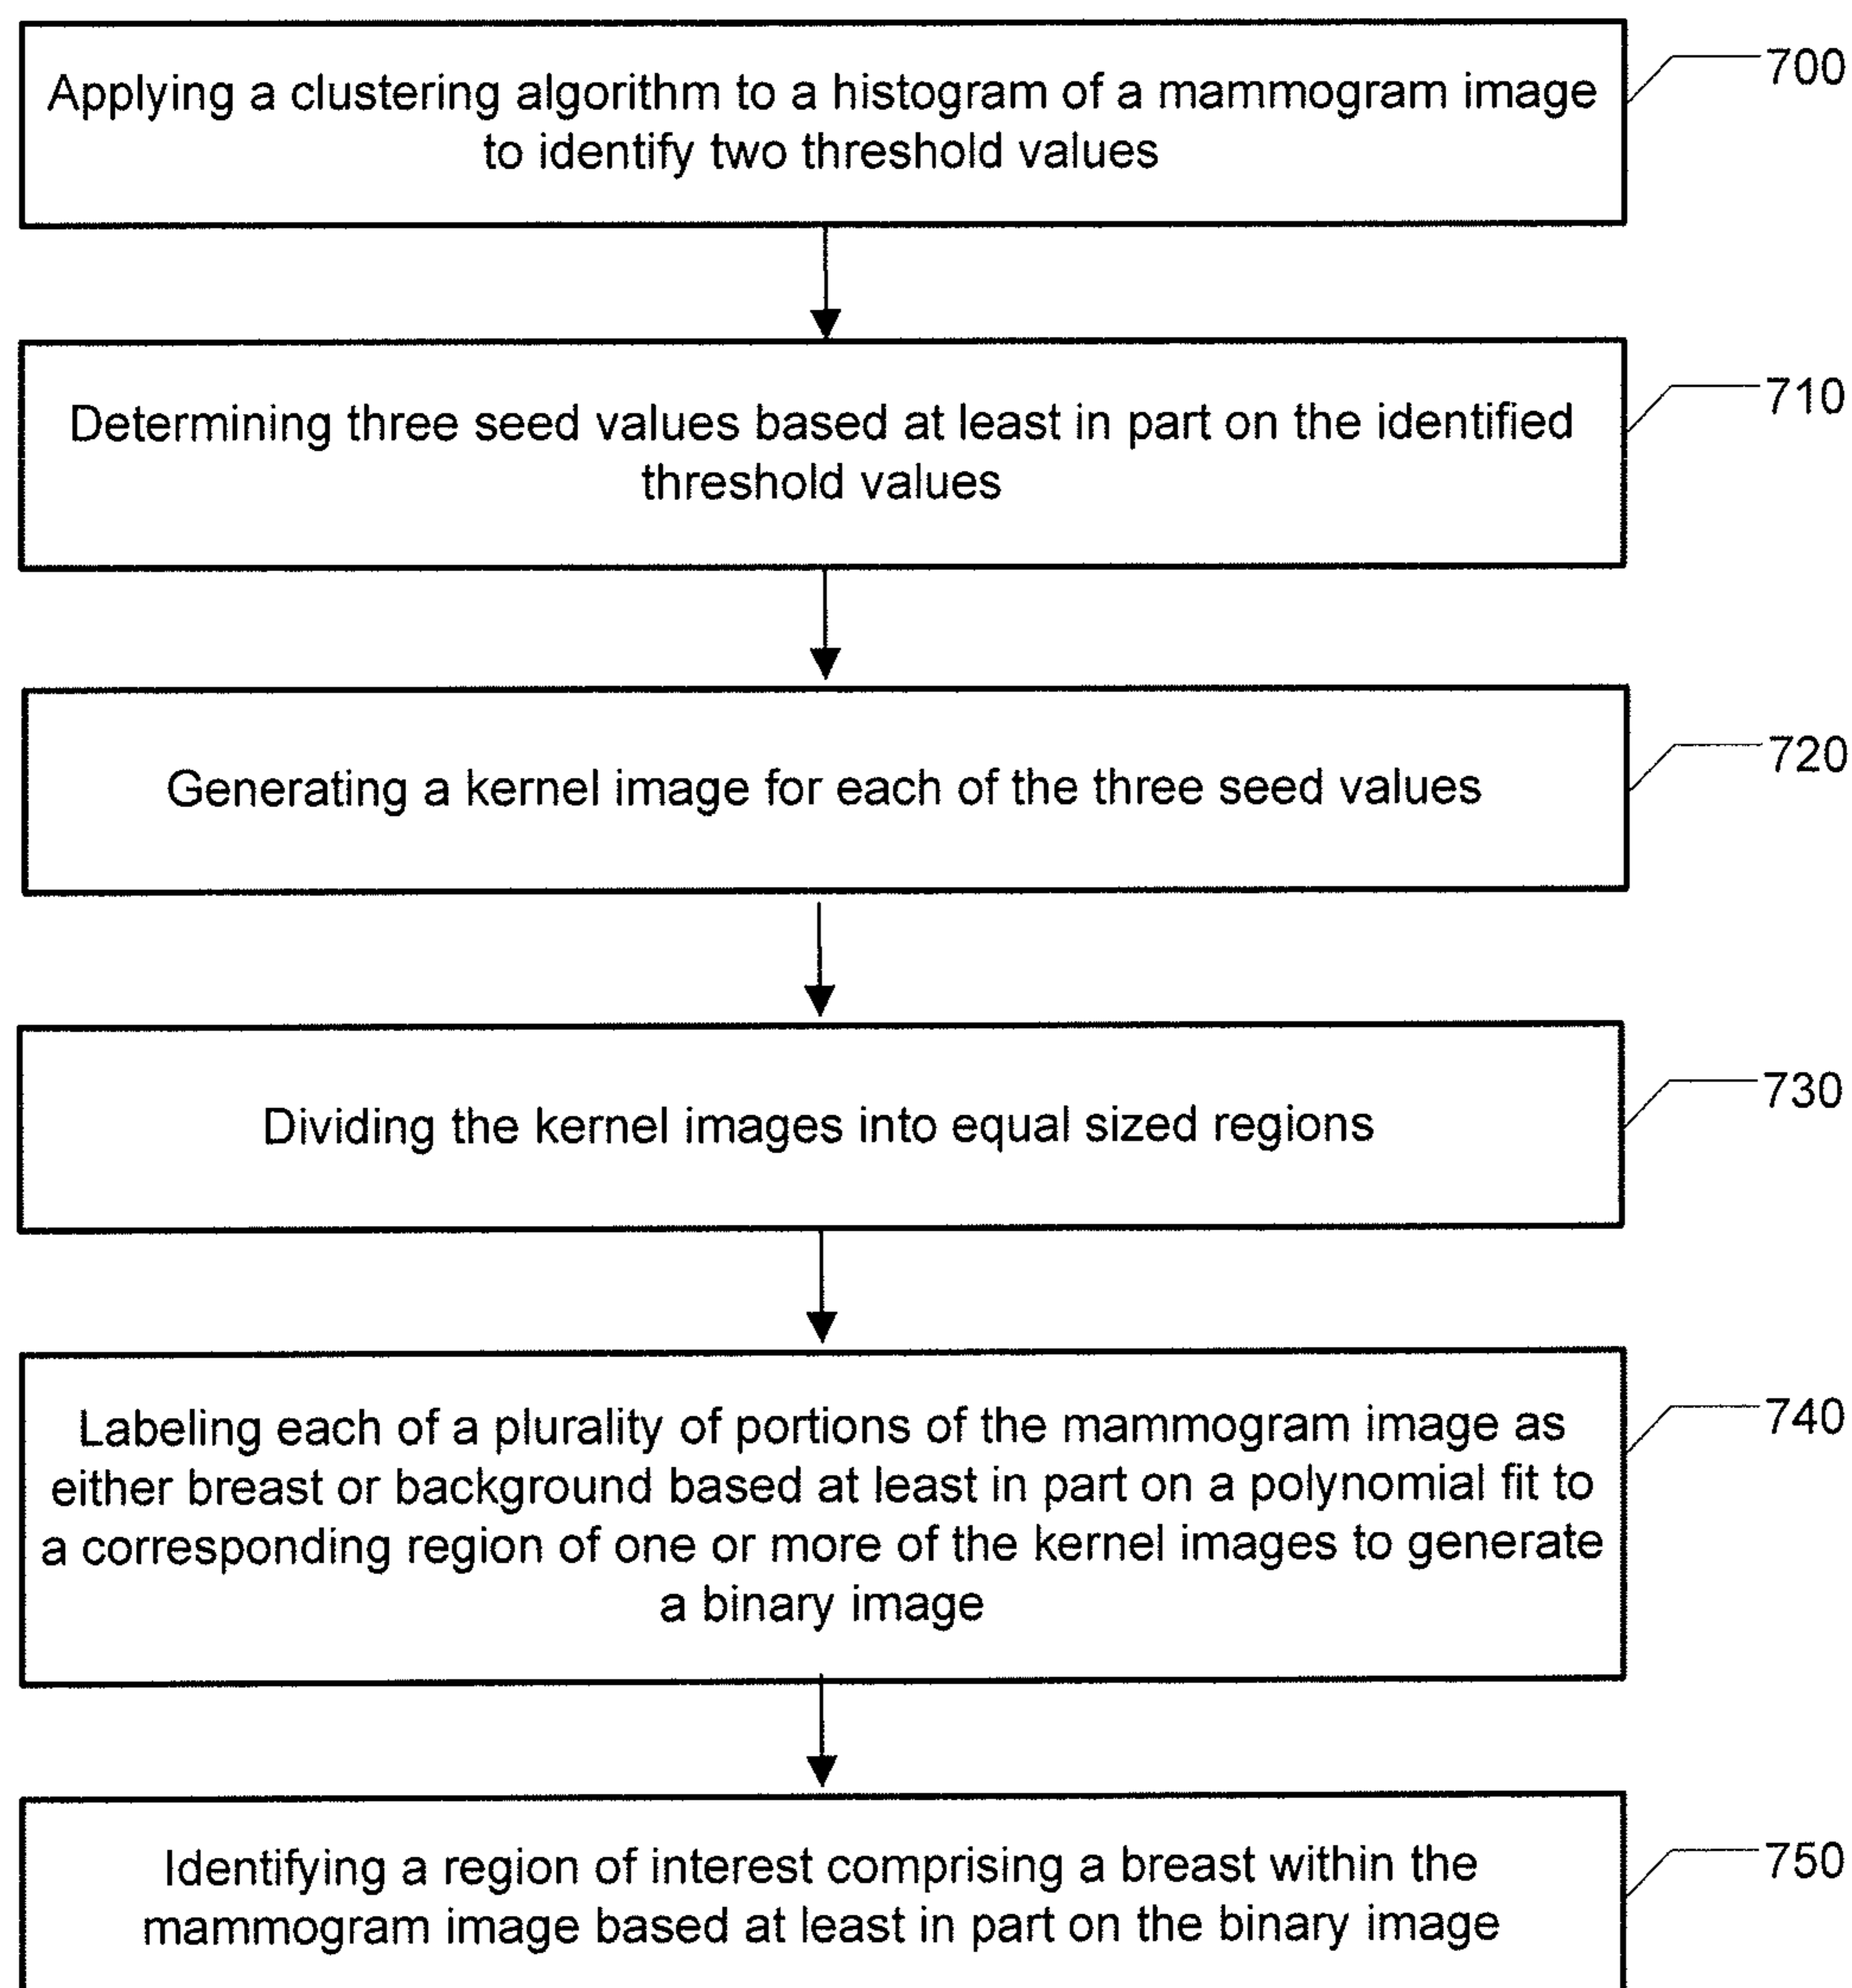 Applying a clustering algorithm to a histogram of a mammogram image
to identify two threshold values
700
Determining three seed values based at least in part on the identified
threshold values
710
Generating a kernel image for each of the three seed values
720
Dividing the kernel images into equal sized regions
730
Labeling each of a plurality of portions of the mammogram image as
either breast or background based at least in part on a polynomial fit to
a corresponding region of one or more of the kernel images to generate
a binary image
740
Identifying a region of interest comprising a breast within the
mammogram image based at least in part on the binary image
750